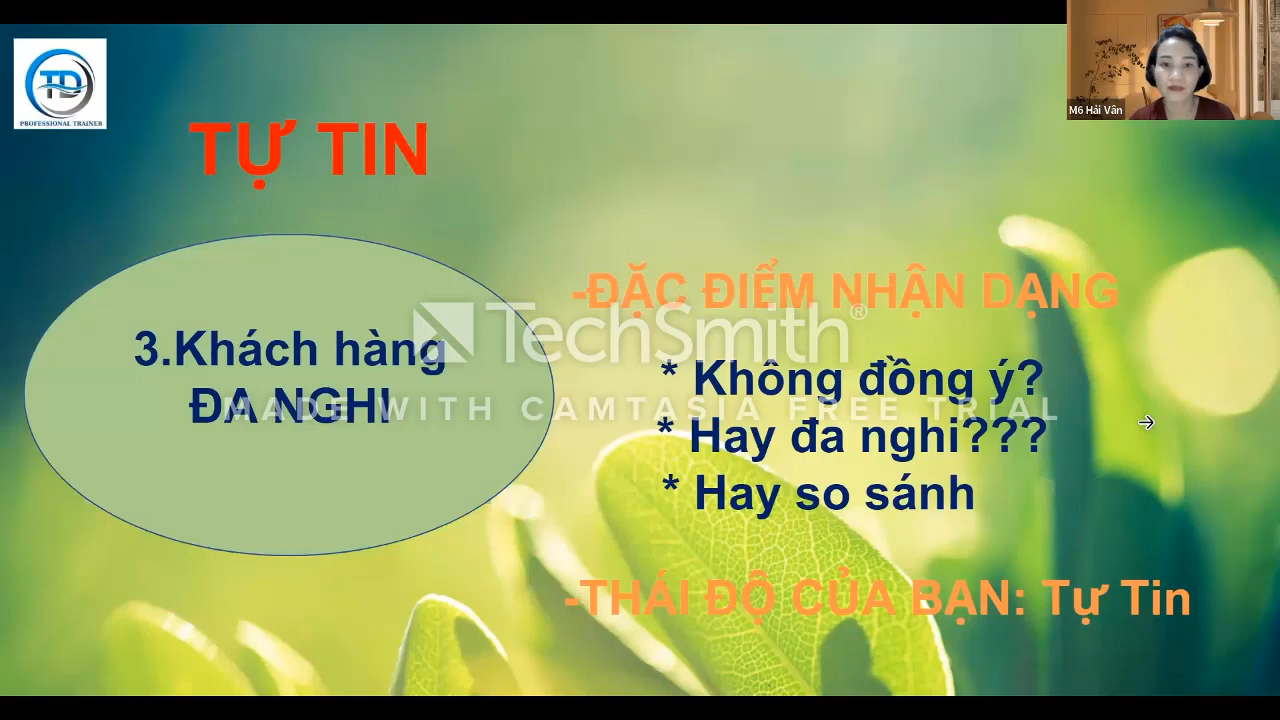 TD
PROFESSIONAL TRAINER
M6 Hải Vân
TỰ TIN
3.Khách hàng
ĐA NGHI
-ĐẶC ĐIỂM NHẬN DẠNG
* Không đồng ý?
* Hay đa nghi???
* Hay so sánh
-THÁI ĐỘ CỦA BẠN: Tự Tin
TechSmith®
MADE WITH CAMTASIA FREE TRIAL